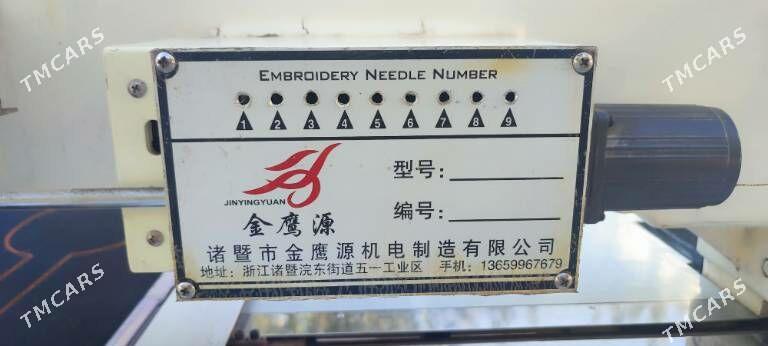 EMBROIDERY NEEDLE NUMBER
1 2 3 4 5 6 7 8 9
JINYINGYUAN
金鹰源
型号:
编号:
诸暨市金鹰源机电制造有限公司
地址: 浙江诸暨浣东街道五一工业区 手机: 13659967679
TMCARS
TMCARS
TMCARS
TMCARS
TMCARS